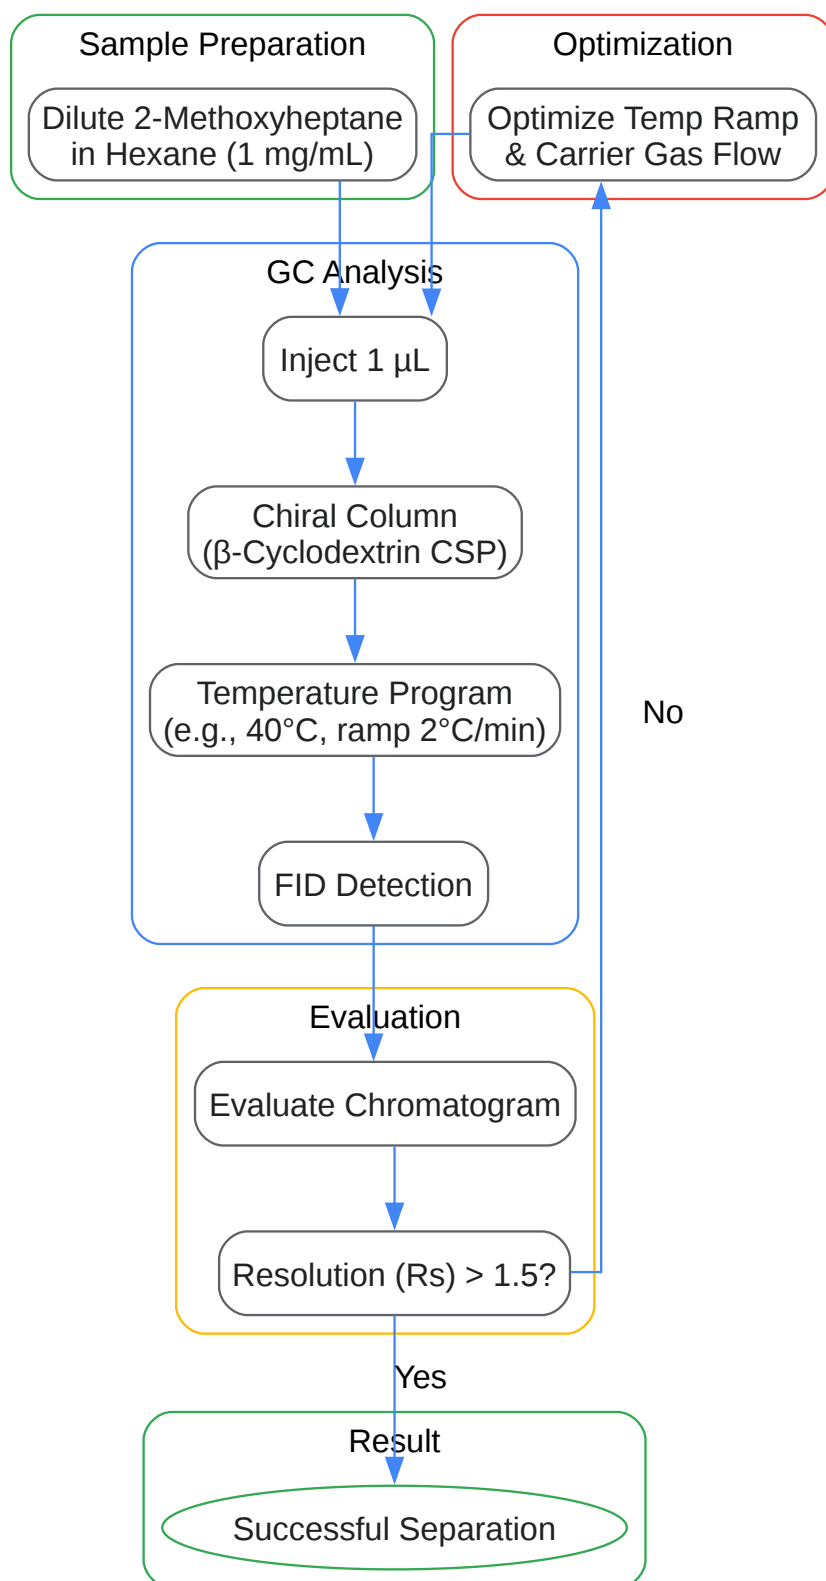 Sample Preparation
Dilute 2-Methoxyheptane
in Hexane (1 mg/mL)
Optimization
Optimize Temp Ramp
& Carrier Gas Flow
GC Analysis
Inject 1 µL
Chiral Column
(β-Cyclodextrin CSP)
Temperature Program
(e.g., 40°C, ramp 2°C/min)
No
FID Detection
Evaluation
Evaluate Chromatogram
Resolution (Rs) > 1.5?
Yes
Result
Successful Separation